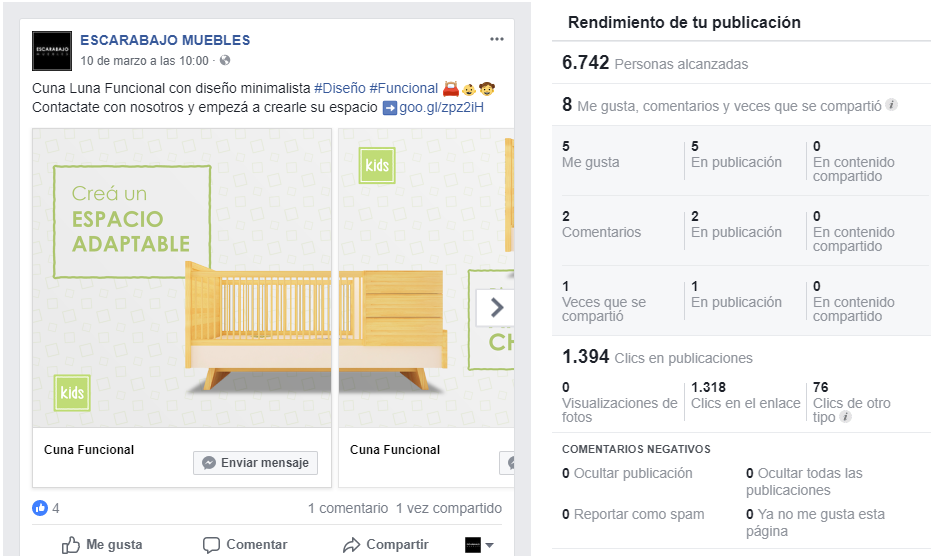 ESCARABAJO MUEBLES
10 de marzo a las 10:00 ·
Cuna Luna Funcional con diseño minimalista #Diseño #Funcional
Contactate con nosotros y empezá a crearle su espacio ➡goo.gl/zpz2iH
Creá un
ESPACIO
ADAPTABLE
kids
kids
CH
Cuna Funcional
Enviar mensaje
Cuna Funcional
4
1 comentario 1 vez compartido
Me gusta
Comentar
Compartir
Rendimiento de tu publicación
6.742 Personas alcanzadas
8 Me gusta, comentarios y veces que se compartió
5
Me gusta
5
En publicación
0
En contenido
compartido
2
Comentarios
2
En publicación
0
En contenido
compartido
1
Veces que se
compartió
1
En publicación
0
En contenido
compartido
1.394 Clics en publicaciones
0
Visualizaciones de
fotos
1.318
Clics en el enlace
76
Clics de otro
tipo
COMENTARIOS NEGATIVOS
0 Ocultar publicación
0 Ocultar todas las
publicaciones
0 Reportar como spam
0 Ya no me gusta esta
página